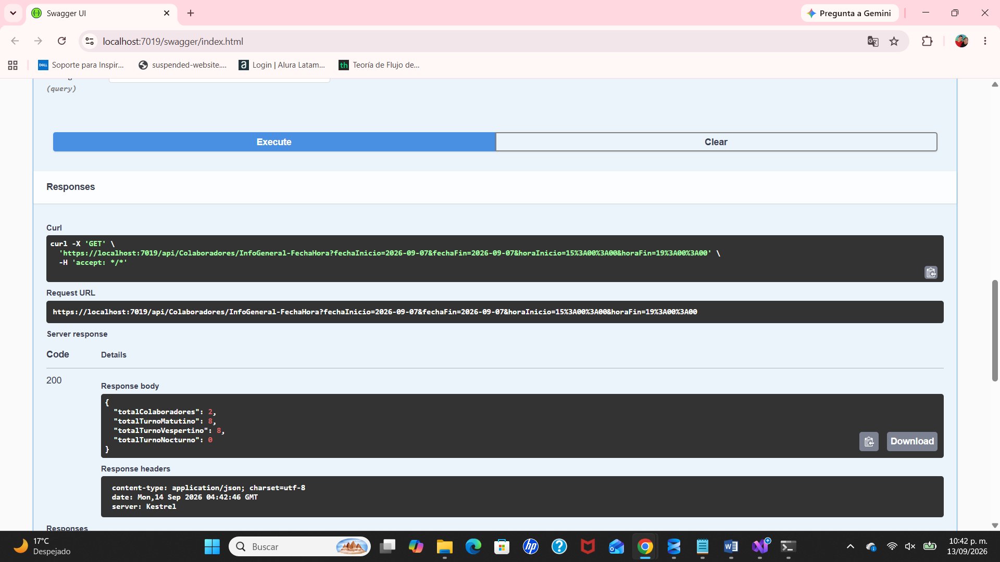 Swagger UI
Pregunta a Gemini
localhost:7019/swagger/index.html
Soporte para Inspir...
suspended-website....
Login | Alura Latam...
Teoría de Flujo de...
(query)
Execute
Clear
Responses
Curl
curl -X 'GET' \
'https://localhost:7019/api/Colaboradores/InfoGeneral-FechaHora?fechaInicio=2026-09-07&fechaFin=2026-09-07&horaInicio=15%3A00%3A00&horaFin=19%3A00%3A00' \
-H 'accept: */*'
Request URL
https://localhost:7019/api/Colaboradores/InfoGeneral-FechaHora?fechaInicio=2026-09-07&fechaFin=2026-09-07&horaInicio=15%3A00%3A00&horaFin=19%3A00%3A00
Server response
Code
Details
200
Response body
{
"totalColaboradores": 2,
"totalTurnoMatutino": 8,
"totalTurnoVespertino": 8,
"totalTurnoNocturno": 0
}
Download
Response headers
content-type: application/json; charset=utf-8
date: Mon,14 Sep 2026 04:42:46 GMT
server: Kestrel
Responses
17°C
Despejado
Buscar
10:42 p. m.
13/09/2026